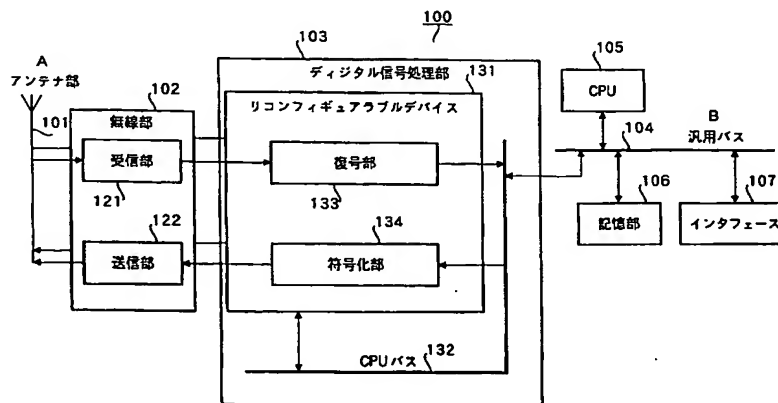 100
103
ディジタル信号処理部
131
リコンフィギュアラブルデバイス
A
アンテナ部
101
102
無線部
受信部
121
122
送信部
復号部
133
134
符号化部
CPUバス
132
105
CPU
B
104
汎用バス
106
記憶部
107
インタフェース